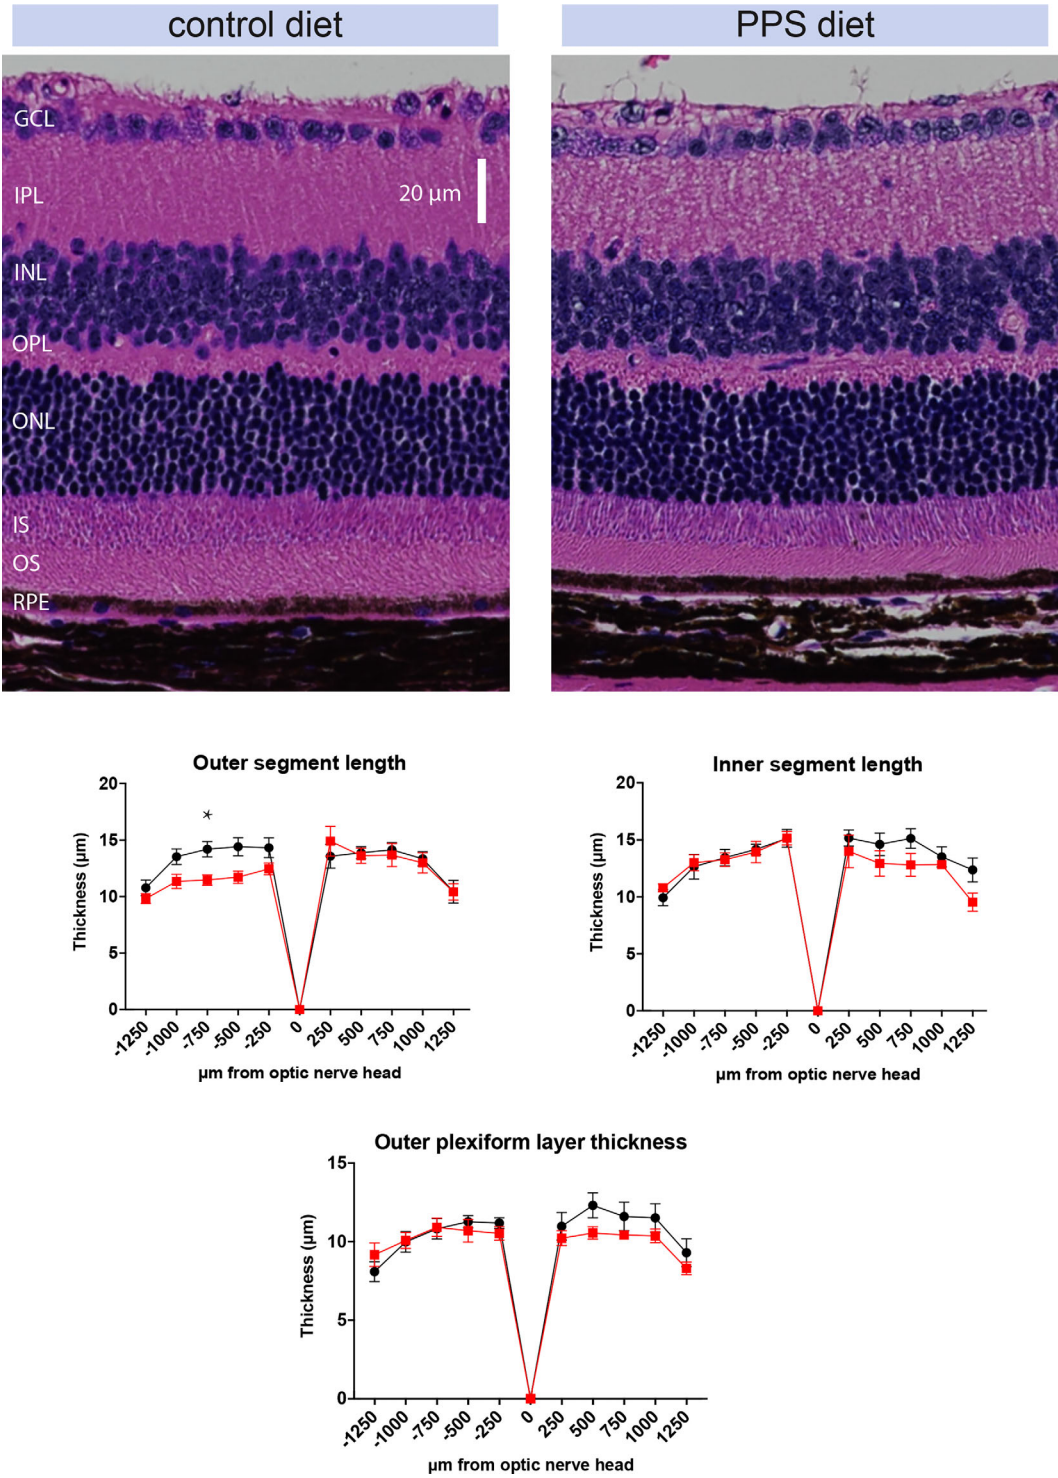 control diet
PPS diet
GCL
IPL
20 µm
INL
OPL
ONL
IS
OS
RPE
Outer segment length
20
15
10
5
0
Thickness (µm)
*
-1250
-1000
-750
-500
-250
0
250
500
750
1000
1250
µm from optic nerve head
Inner segment length
20
15
10
5
0
Thickness (µm)
-1250
-1000
-750
-500
-250
0
250
500
750
1000
1250
µm from optic nerve head
Outer plexiform layer thickness
15
10
5
0
Thickness (µm)
-1250
-1000
-750
-500
-250
0
250
500
750
1000
1250
µm from optic nerve head